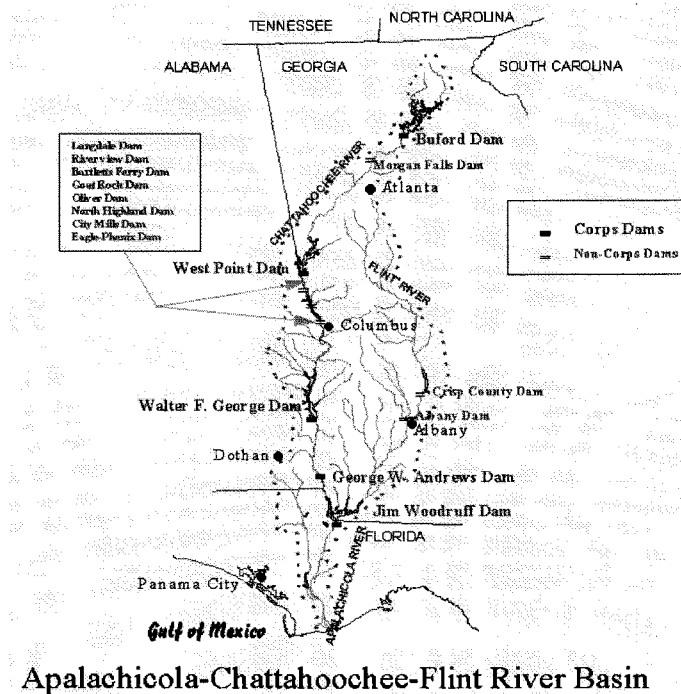 TENNESSEE
NORTH CAROLINA
ALABAMA
GEORGIA
SOUTH CAROLINA
Langdale Dam
Riverview Dam
Bartletts Ferry Dam
Goat Rock Dam
Oliver Dam
North Highland Dam
City Mills Dam
Eagle-Phenix Dam
Buford Dam
Morgan Falls Dam
Atlanta
CHATTAHOOCHEE RIVER
Corps Dams
Non-Corps Dams
West Point Dam
FLINT RIVER
Columbus
Crisp County Dam
Walter F. George Dam
Albany Dam
Albany
Dothan
George W. Andrews Dam
Jim Woodruff Dam
FLORIDA
APALACHICOLA RIVER
Panama City
Gulf of Mexico
Apalachicola-Chattahoochee-Flint River Basin